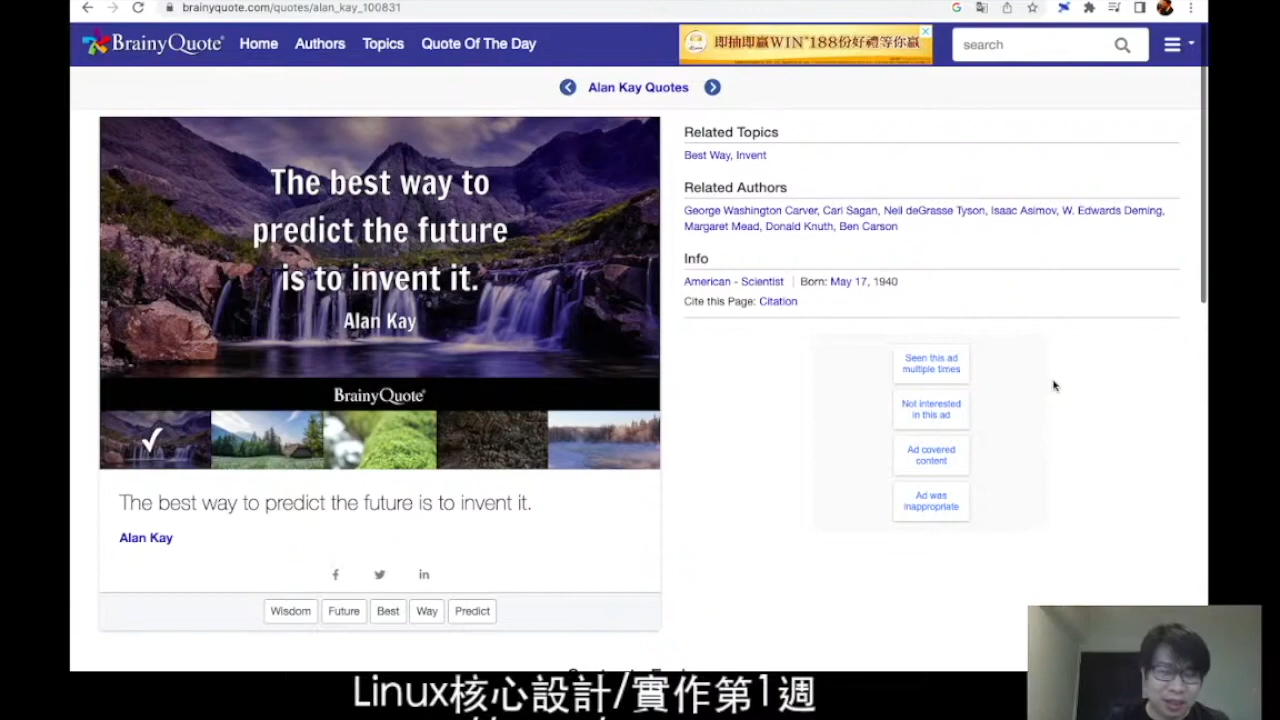 brainyquote.com/quotes/alan_kay_100831
BrainyQuote®
Home
Authors
Topics
Quote Of The Day
即抽即贏WIN"188份好禮等你贏
search
Alan Kay Quotes
The best way to
predict the future
is to invent it.
Alan Kay
BrainyQuote®
The best way to predict the future is to invent it.
Alan Kay
Wisdom
Future
Best
Way
Predict
Related Topics
Best Way, Invent
Related Authors
George Washington Carver, Carl Sagan, Neil deGrasse Tyson, Isaac Asimov, W. Edwards Deming,
Margaret Mead, Donald Knuth, Ben Carson
Info
American - Scientist | Born: May 17, 1940
Cite this Page: Citation
Seen this ad
multiple times
Not interested
in this ad
Ad covered
content
Ad was
inappropriate
Linux核心設計/實作第1週